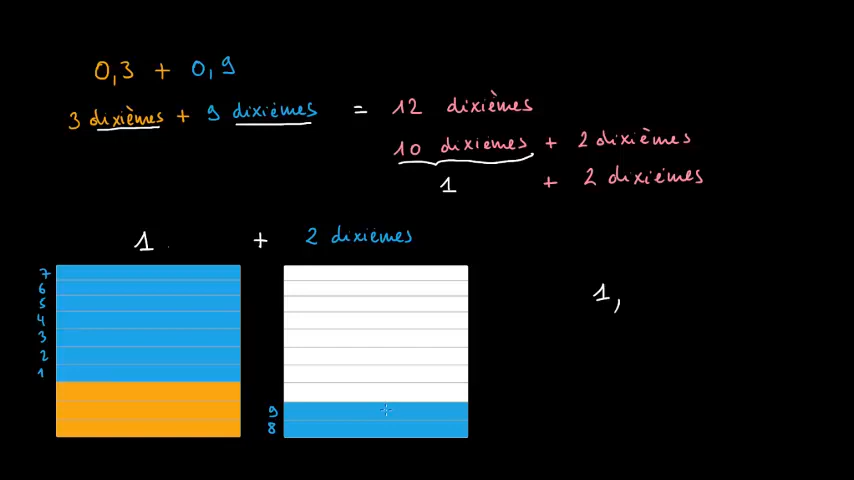 0,3 + 0,9
3 dixièmes + 9 dixièmes = 12 dixièmes
10 dixièmes + 2 dixièmes
1 + 2 dixièmes
1 + 2 dixièmes
7
6
5
4
3
2
1
9
8
1,